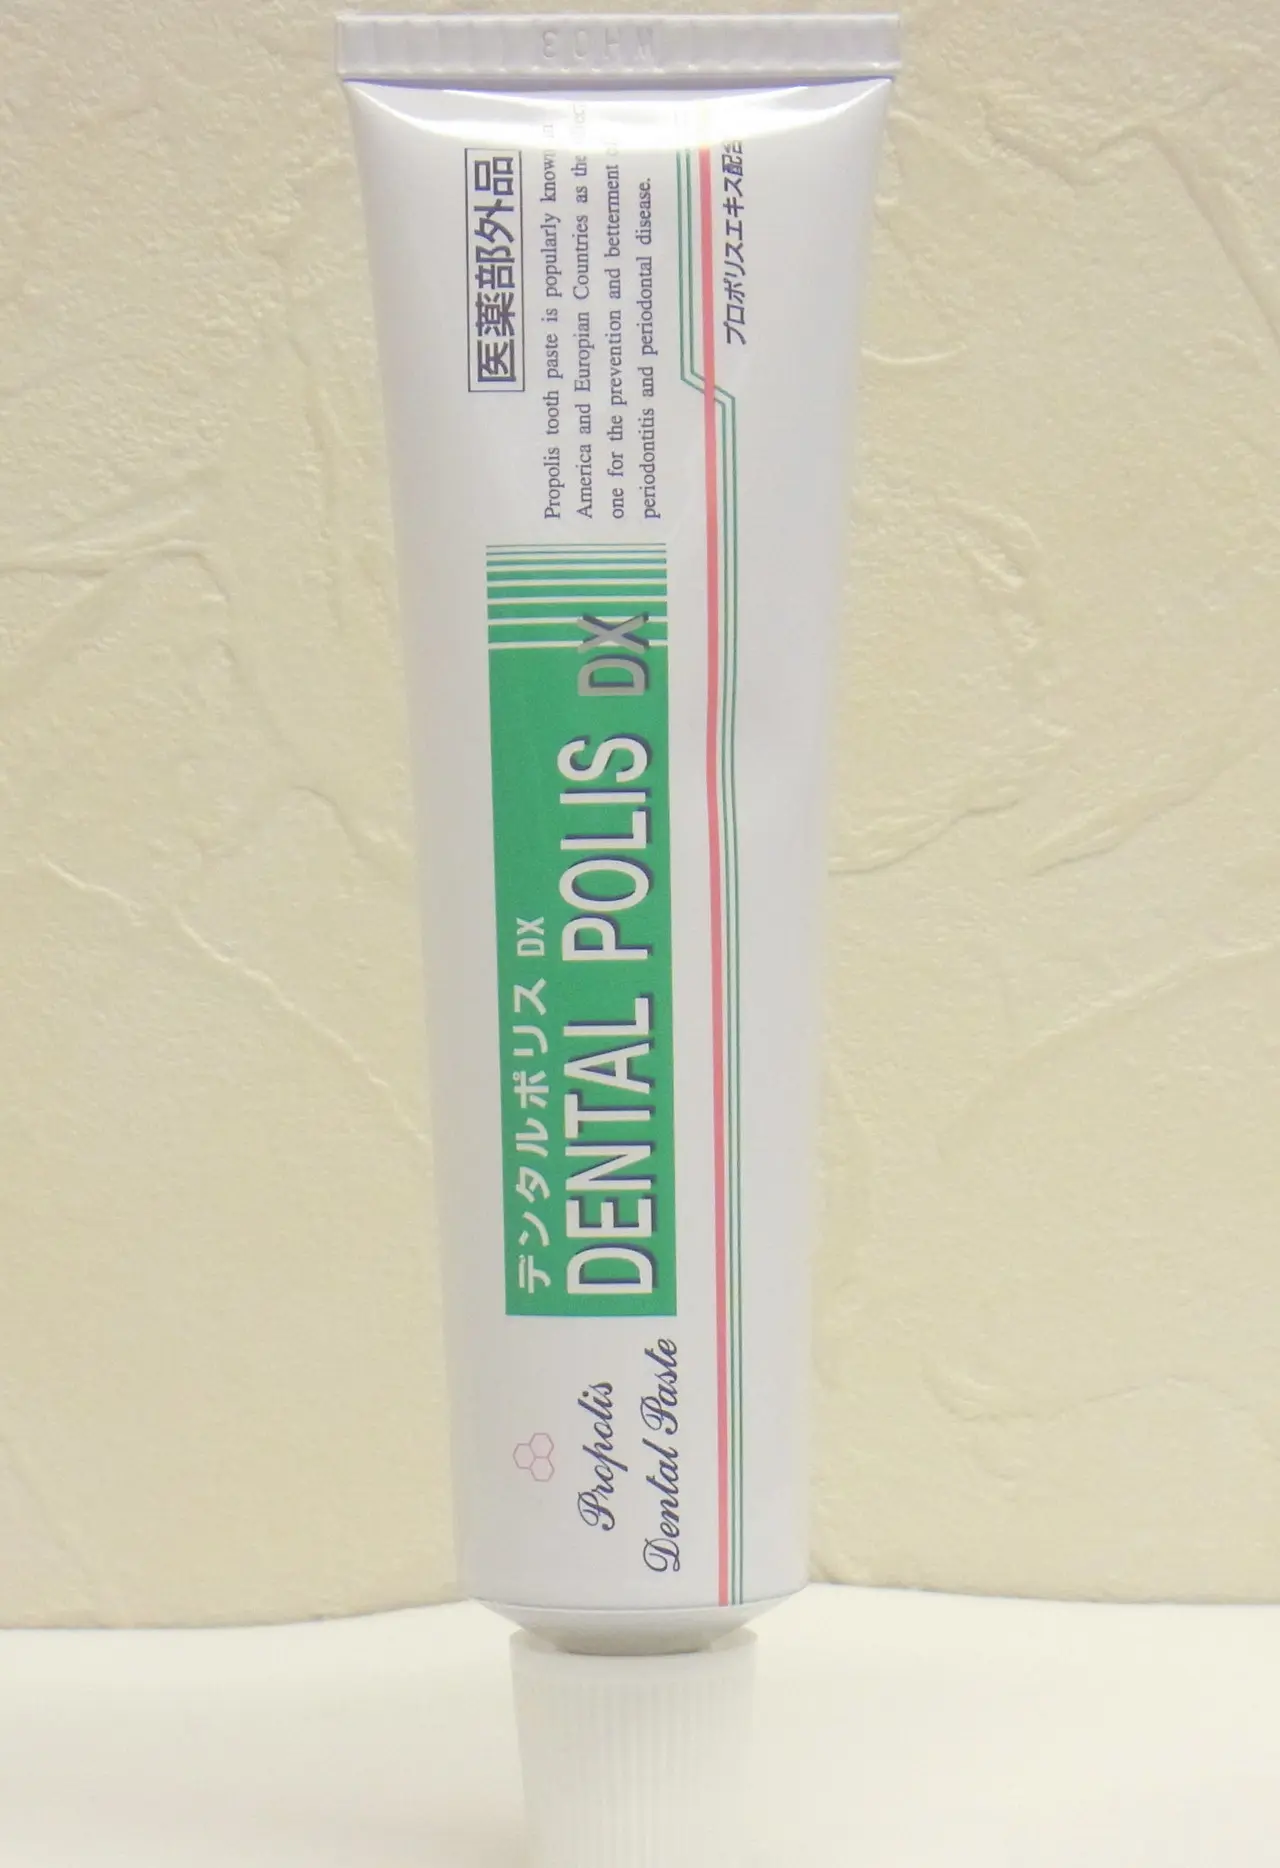 医薬部外品
Propolis tooth paste is popularly known in
America and Europian Countries as the
one for the prevention and betterment of
periodontitis and periodontal disease.
プロポリスエキス配合
デンタルポリス DX
DENTAL POLIS DX
Propolis
Dental Paste